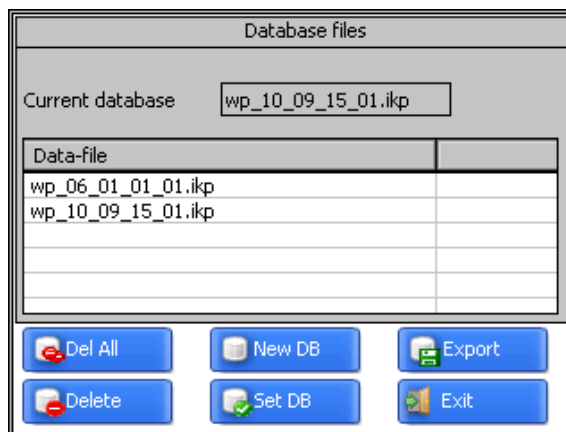 Database files
Current database wp_10_09_15_01.ikp
Data-file
wp_06_01_01_01.ikp
wp_10_09_15_01.ikp
Del All New DB Export
Delete Set DB Exit